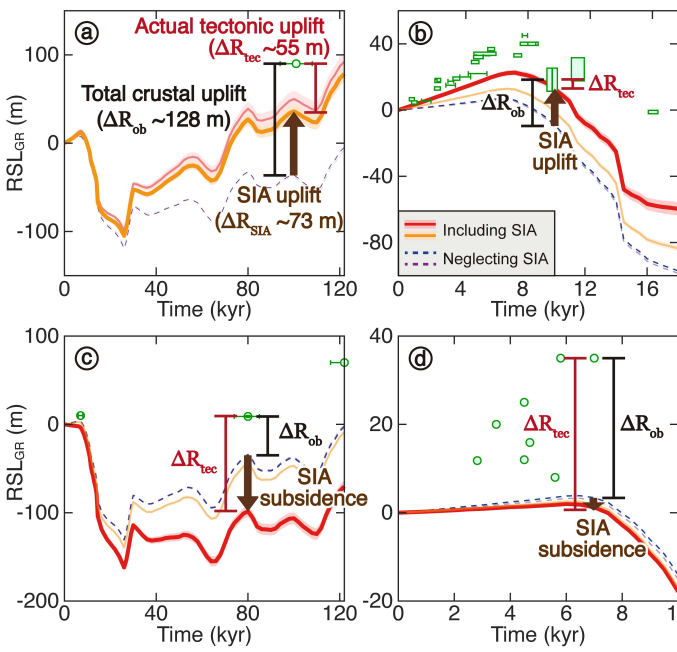 a
Actual tectonic uplift
(ΔRtec ~55 m)
Total crustal uplift
(ΔRob ~128 m)
SIA uplift
(ΔRSIA ~73 m)
RSLGR (m)
100
0
-100
-200
0 40 80 120
Time (kyr)
b
ΔRtec
ΔRob
SIA
uplift
Including SIA
Neglecting SIA
40
0
-40
-80
0 4 8 12 16
Time (kyr)
c
ΔRtec
ΔRob
SIA
subsidence
RSLGR (m)
100
0
-100
-200
0 40 80 120
Time (kyr)
d
ΔRtec
ΔRob
SIA
subsidence
40
20
0
-20
0 2 4 6 8 10
Time (kyr)